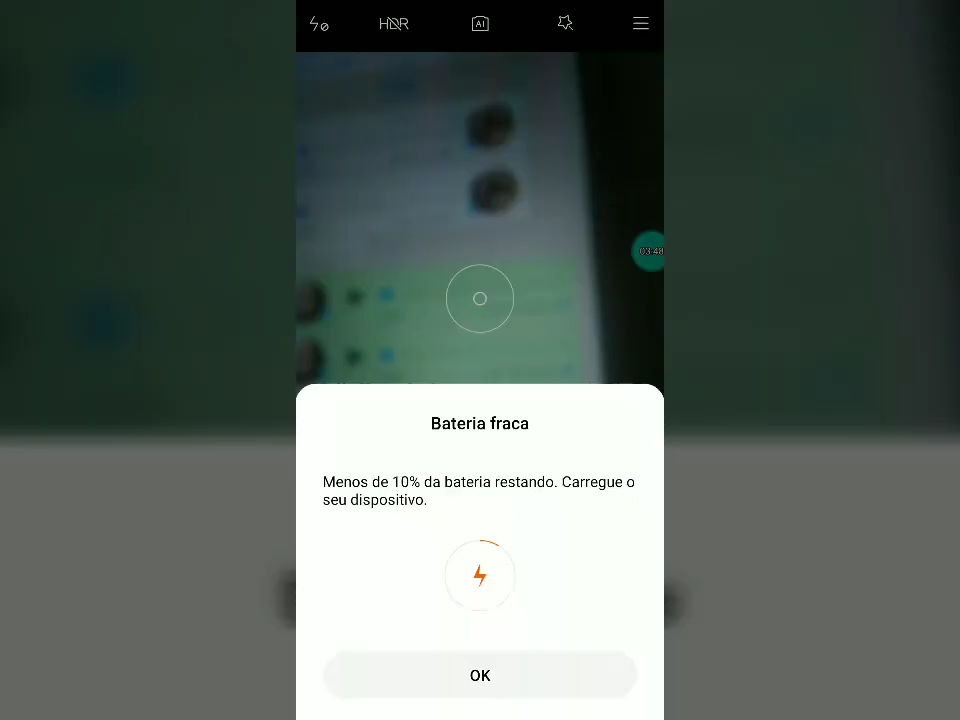 HDR
AI
03:48
Bateria fraca
Menos de 10% da bateria restando. Carregue o
seu dispositivo.
OK